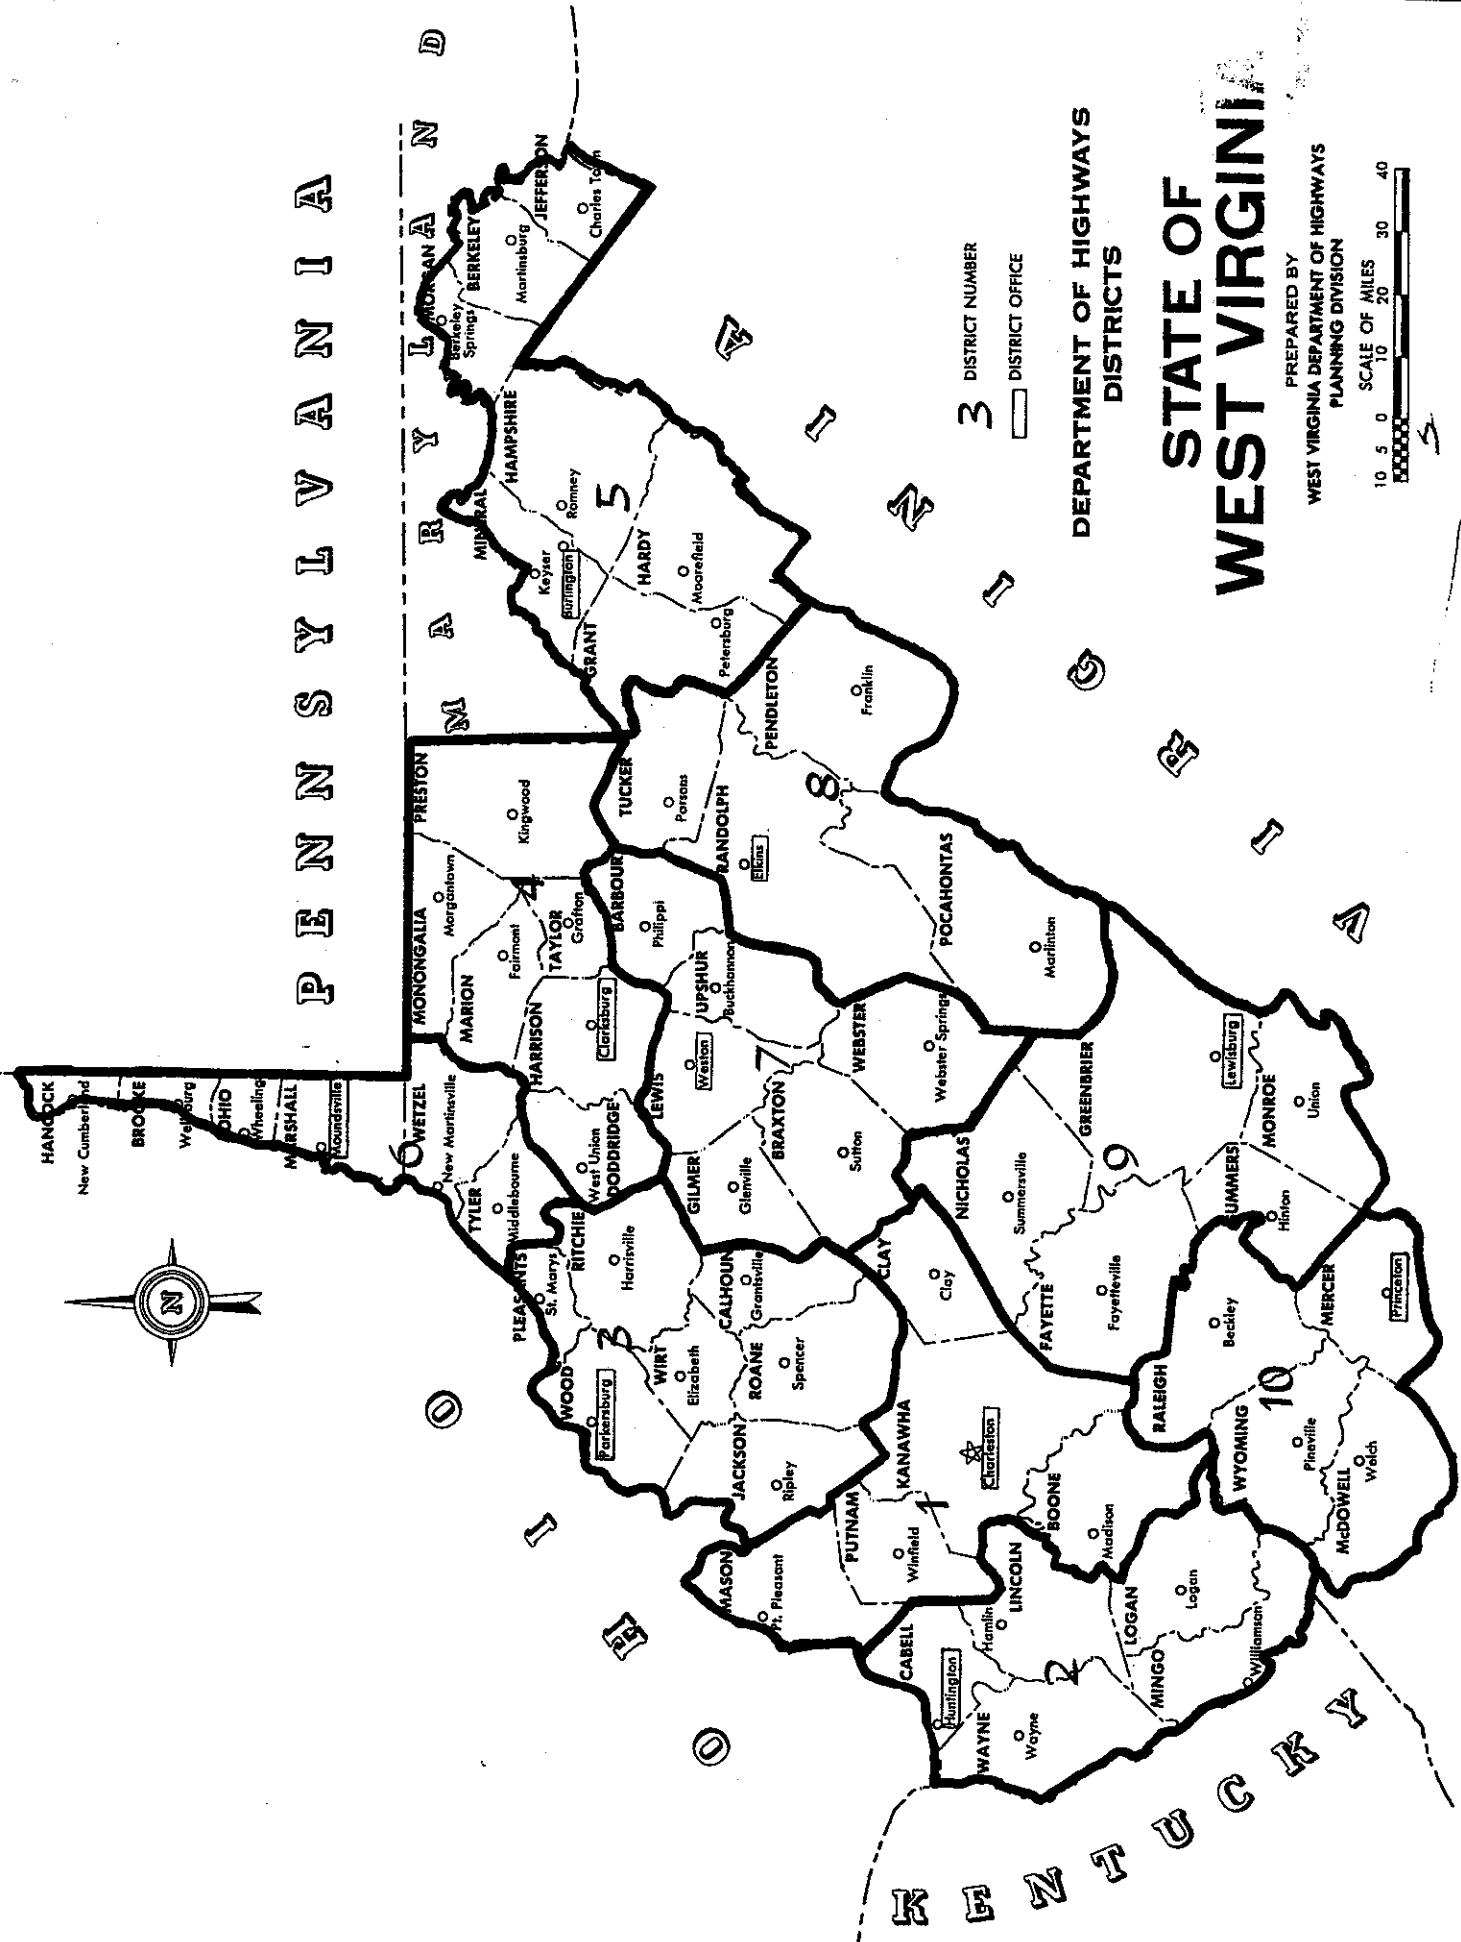 PENNSYLVANIA
MARYLAND
OHIO
KENTUCKY
VIRGINIA
N
HANCOCK
New Cumberland
BROOKE
Wellsburg
OHIO
Wheeling
MARSHALL
Moundsville
6
WETZEL
New Martinsville
TYLER
Middlebourne
MONONGALIA
Morgantown
PRESTON
Kingwood
MARION
Fairmont
4
TAYLOR
Grafton
HARRISON
Clarksburg
DODDRIDGE
West Union
PLEASANTS
St. Marys
RITCHIE
Harrisville
WOOD
Parkersburg
3
WIRT
Elizabeth
CALHOUN
Grantsville
ROANE
Spencer
JACKSON
Ripley
MORGAN
Berkeley
Springs
BERKELEY
Martinsburg
JEFFERSON
Charles Town
HAMPSHIRE
Romney
MINERAL
Keyser
Burlington
5
HARDY
Moorefield
GRANT
Petersburg
TUCKER
Parsons
BARBOUR
Philippi
RANDOLPH
Elkins
PENDLETON
Franklin
8
POCAHONTAS
Marlinton
LEWIS
Weston
UPSHUR
Buckhannon
7
GILMER
Glenville
BRAXTON
Sutton
WEBSTER
Webster Springs
MASON
Pt. Pleasant
PUTNAM
Winfield
1
KANAWHA
Charleston
CLAY
Clay
BOONE
Madison
NICHOLAS
Summersville
GREENBRIER
Lewisburg
9
FAYETTE
Fayetteville
MONROE
Union
SUMMERS
Hinton
CABELL
Huntington
WAYNE
Wayne
2
LINCOLN
Hamlin
LOGAN
Logan
MINGO
Williamson
RALEIGH
Beckley
10
WYOMING
Pineville
McDOWELL
Welch
MERCER
Princeton
3 DISTRICT NUMBER
DISTRICT OFFICE
DEPARTMENT OF HIGHWAYS
DISTRICTS
STATE OF
WEST VIRGINIA
PREPARED BY
WEST VIRGINIA DEPARTMENT OF HIGHWAYS
PLANNING DIVISION
SCALE OF MILES
10 5 0 10 20 30 40